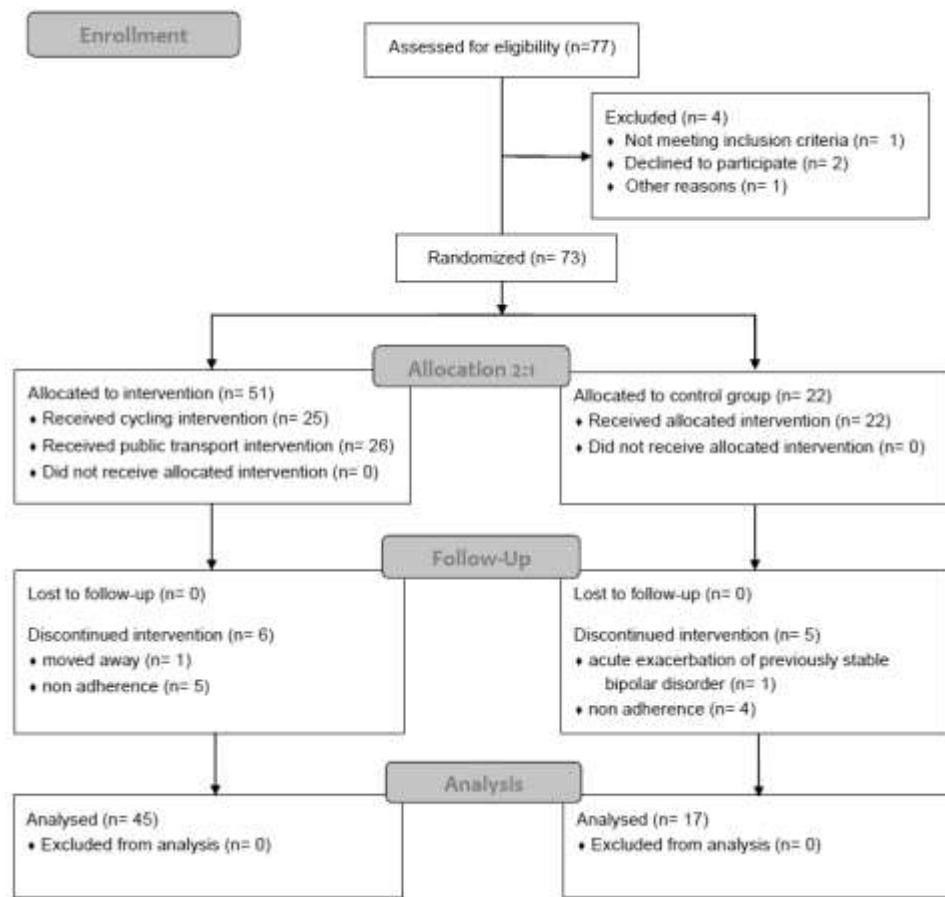 Enrollment
Assessed for eligibility (n=77)
Excluded (n= 4)
♦ Not meeting inclusion criteria (n= 1)
♦ Declined to participate (n= 2)
♦ Other reasons (n= 1)
Randomized (n= 73)
Allocation 2:1
Allocated to intervention (n= 51)
♦ Received cycling intervention (n= 25)
♦ Received public transport intervention (n= 26)
♦ Did not receive allocated intervention (n= 0)
Allocated to control group (n= 22)
♦ Received allocated intervention (n= 22)
♦ Did not receive allocated intervention (n= 0)
Follow-Up
Lost to follow-up (n= 0)
Discontinued intervention (n= 6)
♦ moved away (n= 1)
♦ non adherence (n= 5)
Lost to follow-up (n= 0)
Discontinued intervention (n= 5)
♦ acute exacerbation of previously stable
bipolar disorder (n= 1)
♦ non adherence (n= 4)
Analysis
Analysed (n= 45)
♦ Excluded from analysis (n= 0)
Analysed (n= 17)
♦ Excluded from analysis (n= 0)